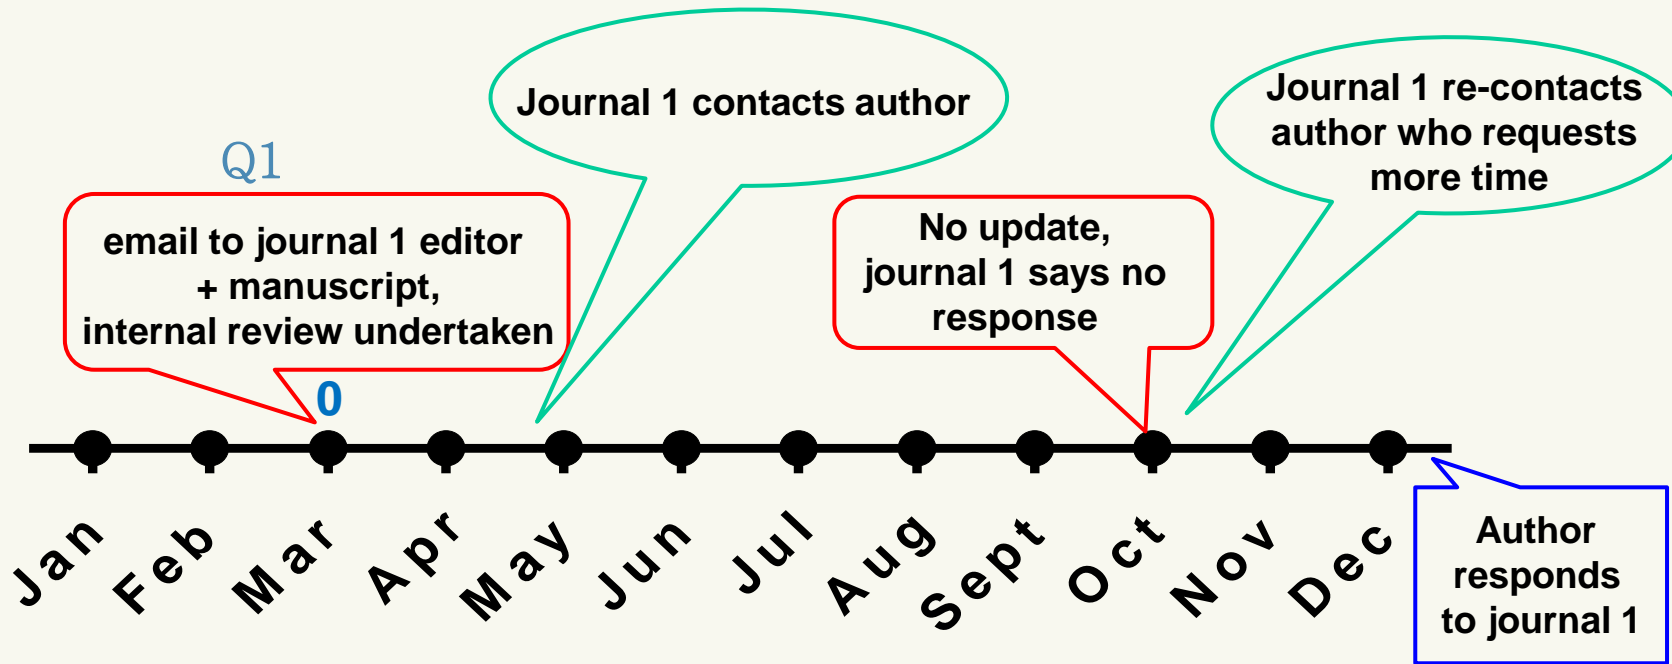 Journal 1 contacts author
Journal 1 re-contacts
author who requests
more time
Q1
email to journal 1 editor
+ manuscript,
internal review undertaken
No update,
journal 1 says no
response
0
Jan
Feb
Mar
Apr
May
Jun
Jul
Aug
Sept
Oct
Nov
Dec
Author
responds
to journal 1